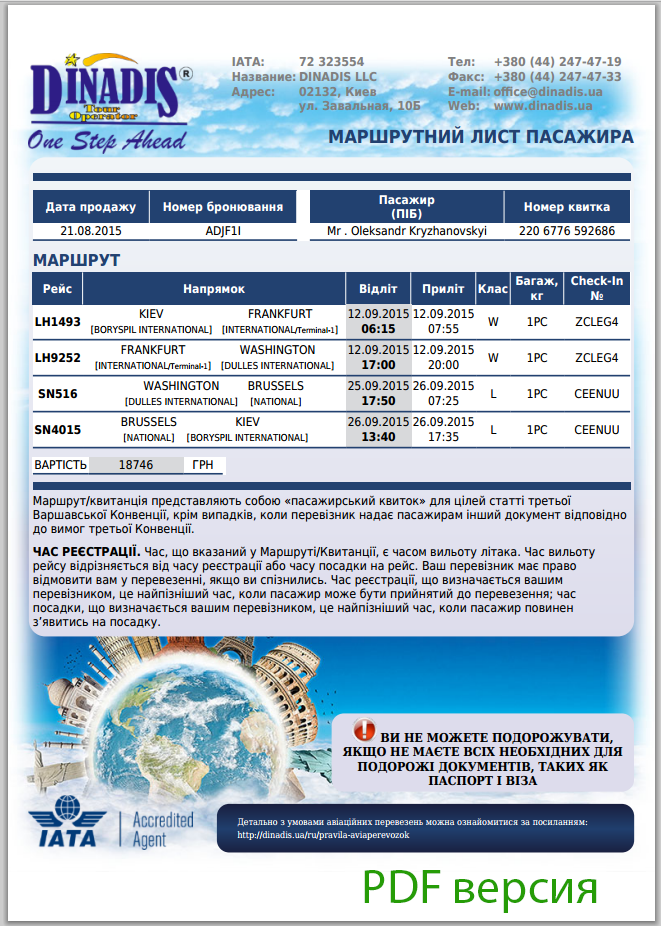 DINADIS®
Tour
Operator
One Step Ahead
IATA: 72 323554
Название: DINADIS LLC
Адрес: 02132, Киев
ул. Завальная, 10Б
Тел: +380 (44) 247-47-19
Факс: +380 (44) 247-47-33
E-mail: office@dinadis.ua
Web: www.dinadis.ua
МАРШРУТНИЙ ЛИСТ ПАСАЖИРА
Дата продажу Номер бронювання
21.08.2015 ADJF1I
Пасажир
(ПІБ) Номер квитка
Mr . Oleksandr Kryzhanovskyi 220 6776 592686
МАРШРУТ
Рейс Напрямок Відліт Приліт Клас Багаж, кг Check-In №
LH1493 KIEV FRANKFURT 12.09.2015 12.09.2015 W 1PC ZCLEG4
[BORYSPIL INTERNATIONAL] [INTERNATIONAL/Terminal-1] 06:15 07:55
LH9252 FRANKFURT WASHINGTON 12.09.2015 12.09.2015 W 1PC ZCLEG4
[INTERNATIONAL/Terminal-1] [DULLES INTERNATIONAL] 17:00 20:00
SN516 WASHINGTON BRUSSELS 25.09.2015 26.09.2015 L 1PC CEENUU
[DULLES INTERNATIONAL] [NATIONAL] 17:50 07:25
SN4015 BRUSSELS KIEV 26.09.2015 26.09.2015 L 1PC CEENUU
[NATIONAL] [BORYSPIL INTERNATIONAL] 13:40 17:35
ВАРТІСТЬ 18746 ГРН
Маршрут/квитанція представляють собою «пасажирський квиток» для цілей статті третьої
Варшавської Конвенції, крім випадків, коли перевізник надає пасажирам інший документ відповідно
до вимог третьої Конвенції.
ЧАС РЕЄСТРАЦІЇ. Час, що вказаний у Маршруті/Квитанції, є часом вильоту літака. Час вильоту
рейсу відрізняється від часу реєстрації або часу посадки на рейс. Ваш перевізник має право
відмовити вам у перевезенні, якщо ви спізнились. Час реєстрації, що визначається вашим
перевізником, це найпізніший час, коли пасажир може бути прийнятий до перевезення; час
посадки, що визначається вашим перевізником, це найпізніший час, коли пасажир повинен
з’явитись на посадку.
ВИ НЕ МОЖЕТЕ ПОДОРОЖУВАТИ,
ЯКЩО НЕ МАЄТЕ ВСІХ НЕОБХІДНИХ ДЛЯ
ПОДОРОЖІ ДОКУМЕНТІВ, ТАКИХ ЯК
ПАСПОРТ І ВІЗА
IATA
Accredited
Agent
Детально з умовами авіаційних перевезень можна ознайомитися за посиланням:
http://dinadis.ua/ru/pravila-aviaperevozok
PDF версия